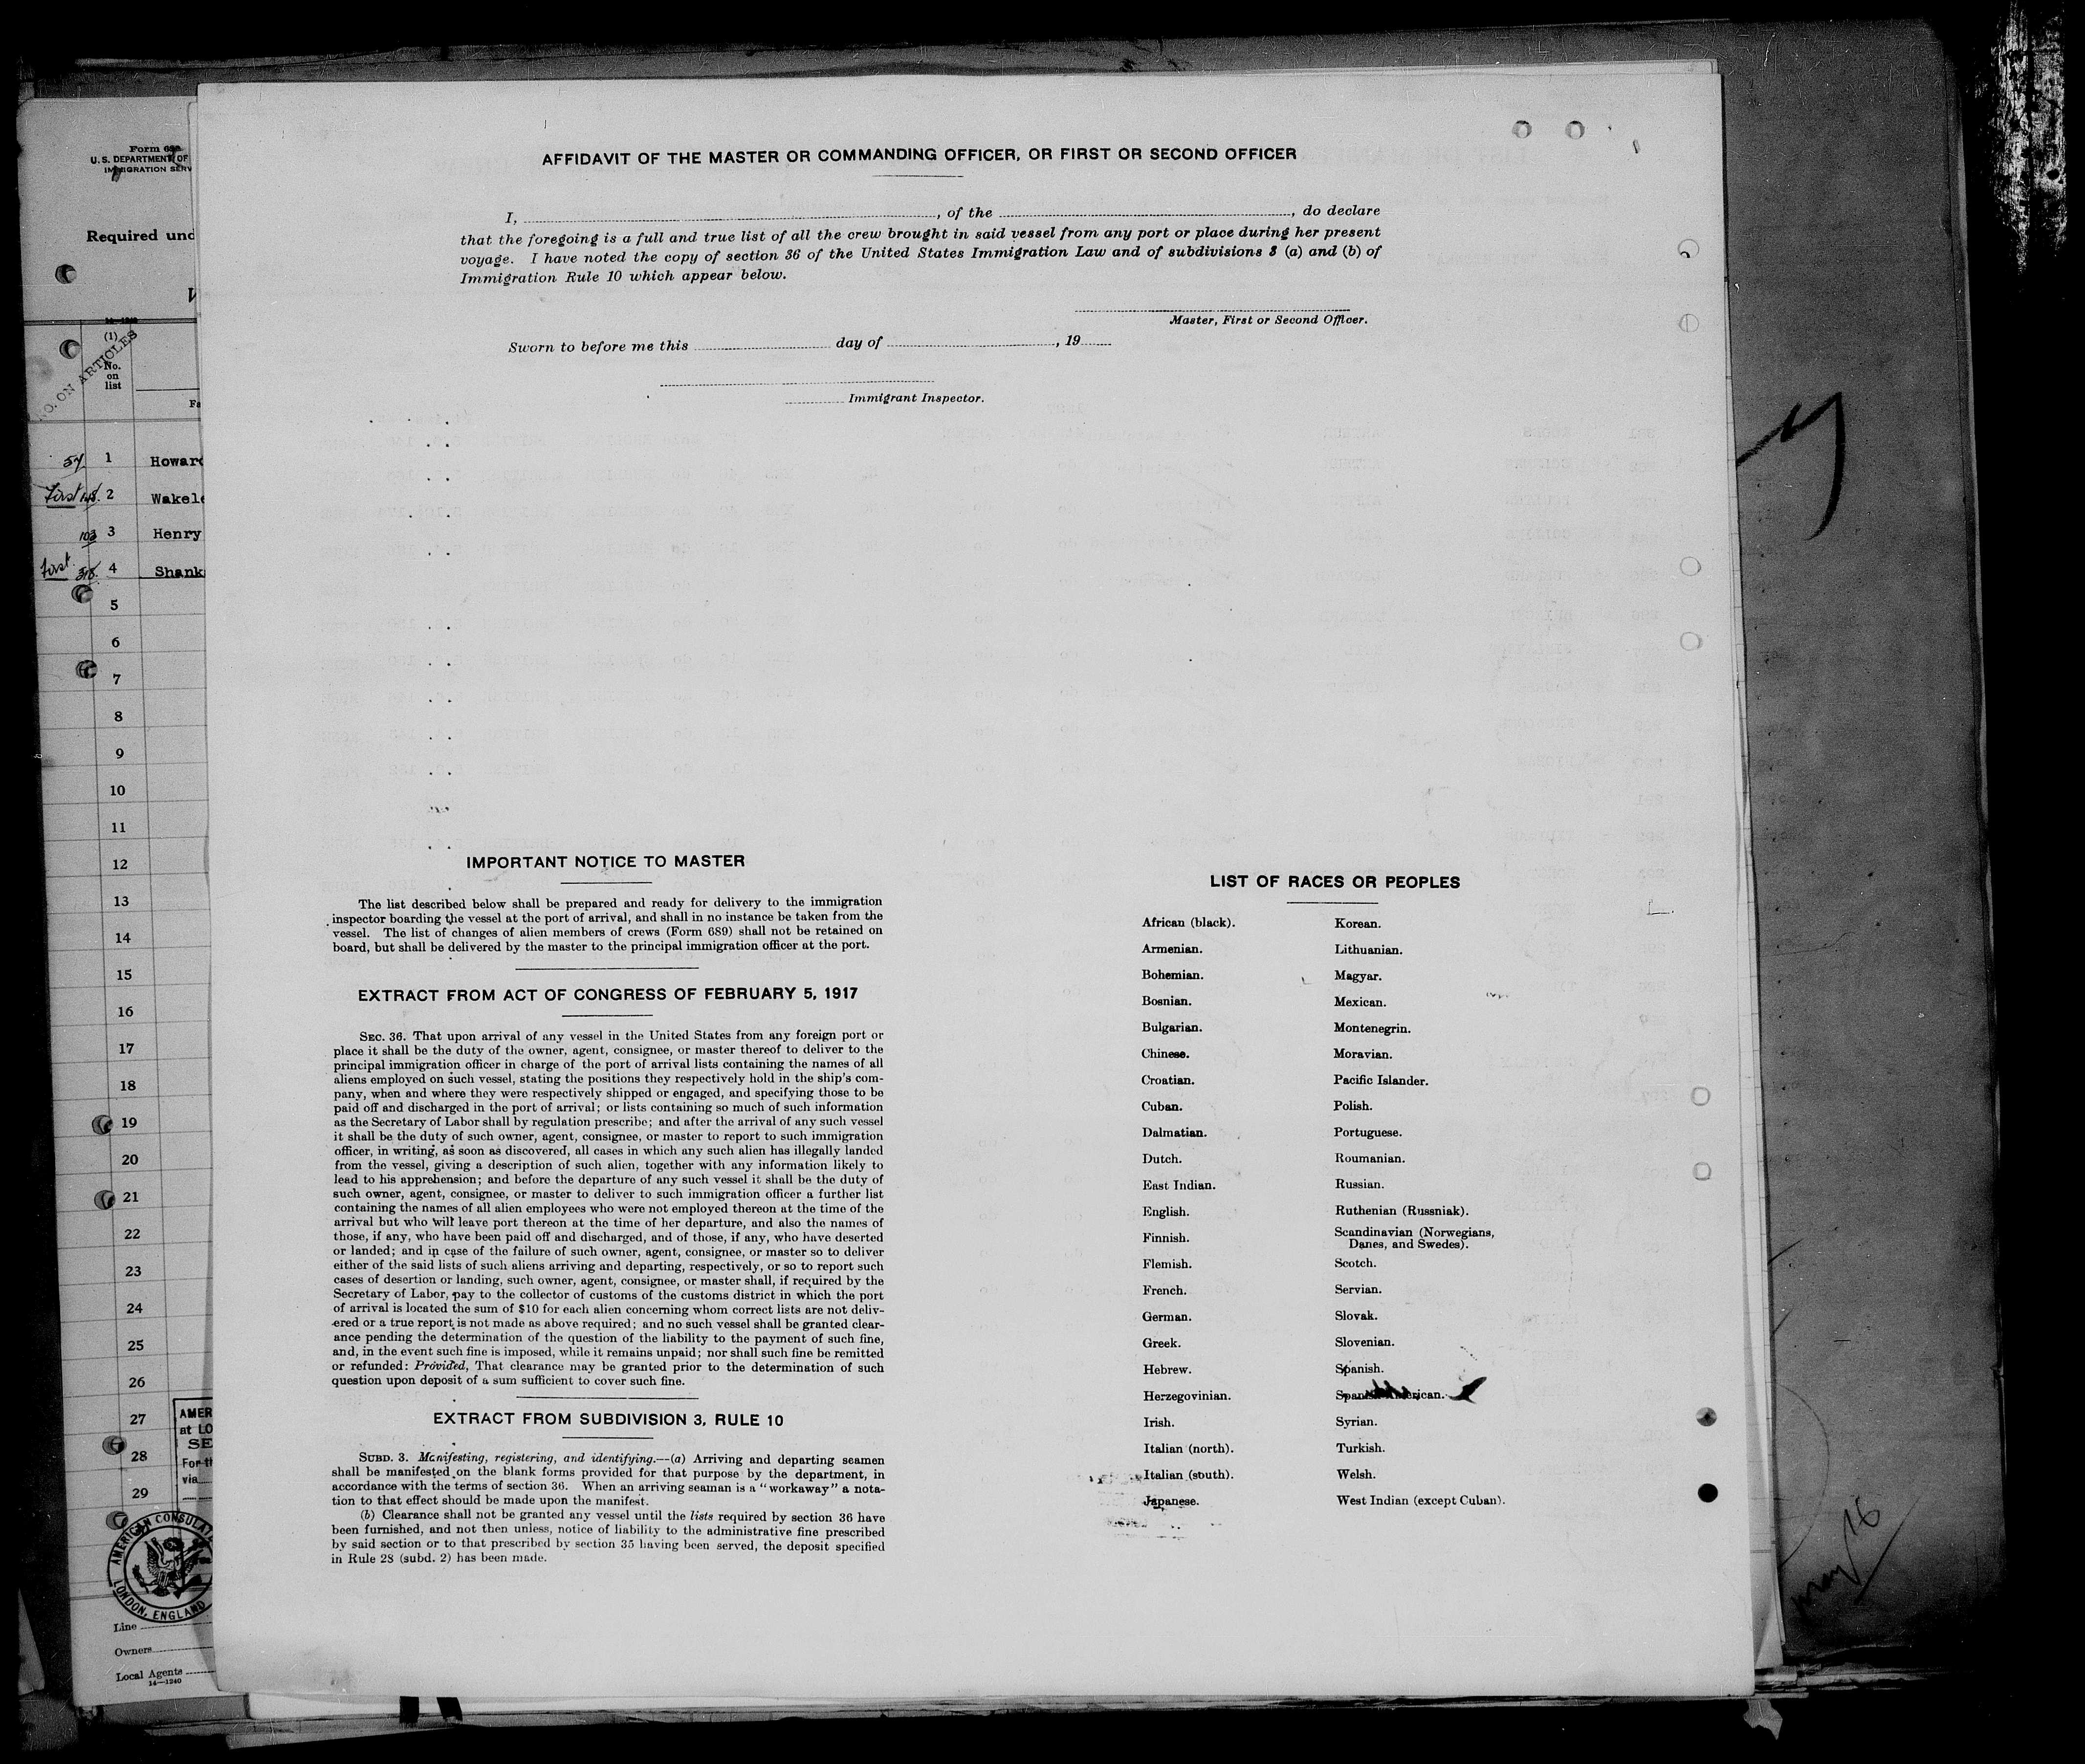 Form 689
U. S. DEPARTMENT OF
IMMIGRATION SERV
Required und
14—1240
NO. ON ARTICLES
(1)
No.
on
list
Fa
54 1 Howard
First 148. 2 Wakele
103 3 Henry
First 318. 4 Shank
5
6
7
8
9
10
11
12
13
14
15
16
17
18
19
20
21
22
23
24
25
26
27
28
29
AMER
at LO
SE
For th
via
AMERICAN CONSULAT
LONDON, ENGLAND
Line
Owners
Local Agents
14—1240
AFFIDAVIT OF THE MASTER OR COMMANDING OFFICER, OR FIRST OR SECOND OFFICER
I, , of the , do declare
that the foregoing is a full and true list of all the crew brought in said vessel from any port or place during her present
voyage. I have noted the copy of section 36 of the United States Immigration Law and of subdivisions 3 (a) and (b) of
Immigration Rule 10 which appear below.
Master, First or Second Officer.
Sworn to before me this day of , 19
Immigrant Inspector.
IMPORTANT NOTICE TO MASTER
The list described below shall be prepared and ready for delivery to the immigration
inspector boarding the vessel at the port of arrival, and shall in no instance be taken from the
vessel. The list of changes of alien members of crews (Form 689) shall not be retained on
board, but shall be delivered by the master to the principal immigration officer at the port.
EXTRACT FROM ACT OF CONGRESS OF FEBRUARY 5, 1917
SEC. 36. That upon arrival of any vessel in the United States from any foreign port or
place it shall be the duty of the owner, agent, consignee, or master thereof to deliver to the
principal immigration officer in charge of the port of arrival lists containing the names of all
aliens employed on such vessel, stating the positions they respectively hold in the ship's com-
pany, when and where they were respectively shipped or engaged, and specifying those to be
paid off and discharged in the port of arrival; or lists containing so much of such information
as the Secretary of Labor shall by regulation prescribe; and after the arrival of any such vessel
it shall be the duty of such owner, agent, consignee, or master to report to such immigration
officer, in writing, as soon as discovered, all cases in which any such alien has illegally landed
from the vessel, giving a description of such alien, together with any information likely to
lead to his apprehension; and before the departure of any such vessel it shall be the duty of
such owner, agent, consignee, or master to deliver to such immigration officer a further list
containing the names of all alien employees who were not employed thereon at the time of the
arrival but who will leave port thereon at the time of her departure, and also the names of
those, if any, who have been paid off and discharged, and of those, if any, who have deserted
or landed; and in case of the failure of such owner, agent, consignee, or master so to deliver
either of the said lists of such aliens arriving and departing, respectively, or so to report such
cases of desertion or landing, such owner, agent, consignee, or master shall, if required by the
Secretary of Labor, pay to the collector of customs of the customs district in which the port
of arrival is located the sum of $10 for each alien concerning whom correct lists are not deliv-
ered or a true report is not made as above required; and no such vessel shall be granted clear-
ance pending the determination of the question of the liability to the payment of such fine,
and, in the event such fine is imposed, while it remains unpaid; nor shall such fine be remitted
or refunded: Provided, That clearance may be granted prior to the determination of such
question upon deposit of a sum sufficient to cover such fine.
EXTRACT FROM SUBDIVISION 3, RULE 10
SUBD. 3. Manifesting, registering, and identifying.—(a) Arriving and departing seamen
shall be manifested on the blank forms provided for that purpose by the department, in
accordance with the terms of section 36. When an arriving seaman is a "workaway" a nota-
tion to that effect should be made upon the manifest.
(b) Clearance shall not be granted any vessel until the lists required by section 36 have
been furnished, and not then unless, notice of liability to the administrative fine prescribed
by said section or to that prescribed by section 35 having been served, the deposit specified
in Rule 28 (subd. 2) has been made.
LIST OF RACES OR PEOPLES
African (black). Korean.
Armenian. Lithuanian.
Bohemian. Magyar.
Bosnian. Mexican.
Bulgarian. Montenegrin.
Chinese. Moravian.
Croatian. Pacific Islander.
Cuban. Polish.
Dalmatian. Portuguese.
Dutch. Roumanian.
East Indian. Russian.
English. Ruthenian (Russniak).
Finnish. Scandinavian (Norwegians,
Danes, and Swedes).
Flemish. Scotch.
French. Servian.
German. Slovak.
Greek. Slovenian.
Hebrew. Spanish.
Herzegovinian. Spanish American.
Irish. Syrian.
Italian (north). Turkish.
Italian (south). Welsh.
Japanese. West Indian (except Cuban).
May 16